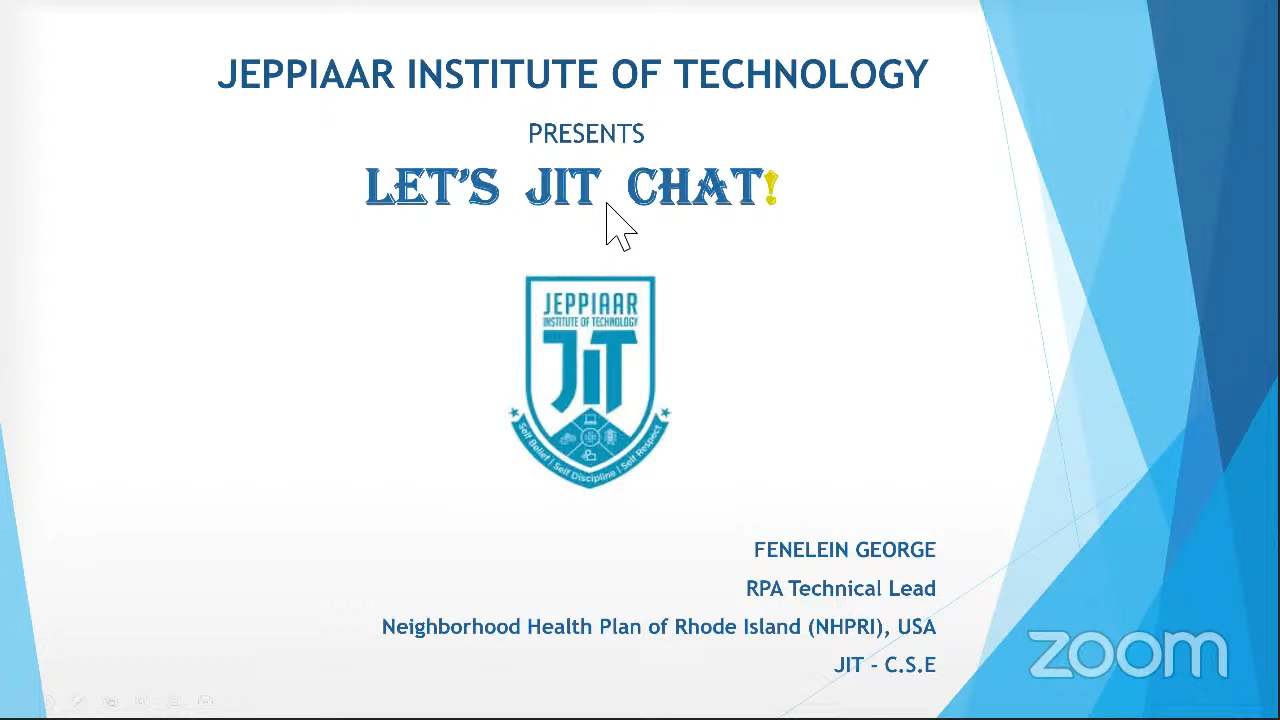 JEPPIAAR INSTITUTE OF TECHNOLOGY
PRESENTS
LET'S JIT CHAT!
JEPPIAAR
INSTITUTE OF TECHNOLOGY
JiT
Self Belief | Self Discipline | Self Respect
FENELEIN GEORGE
RPA Technical Lead
Neighborhood Health Plan of Rhode Island (NHPRI), USA
JIT - C.S.E
zoom